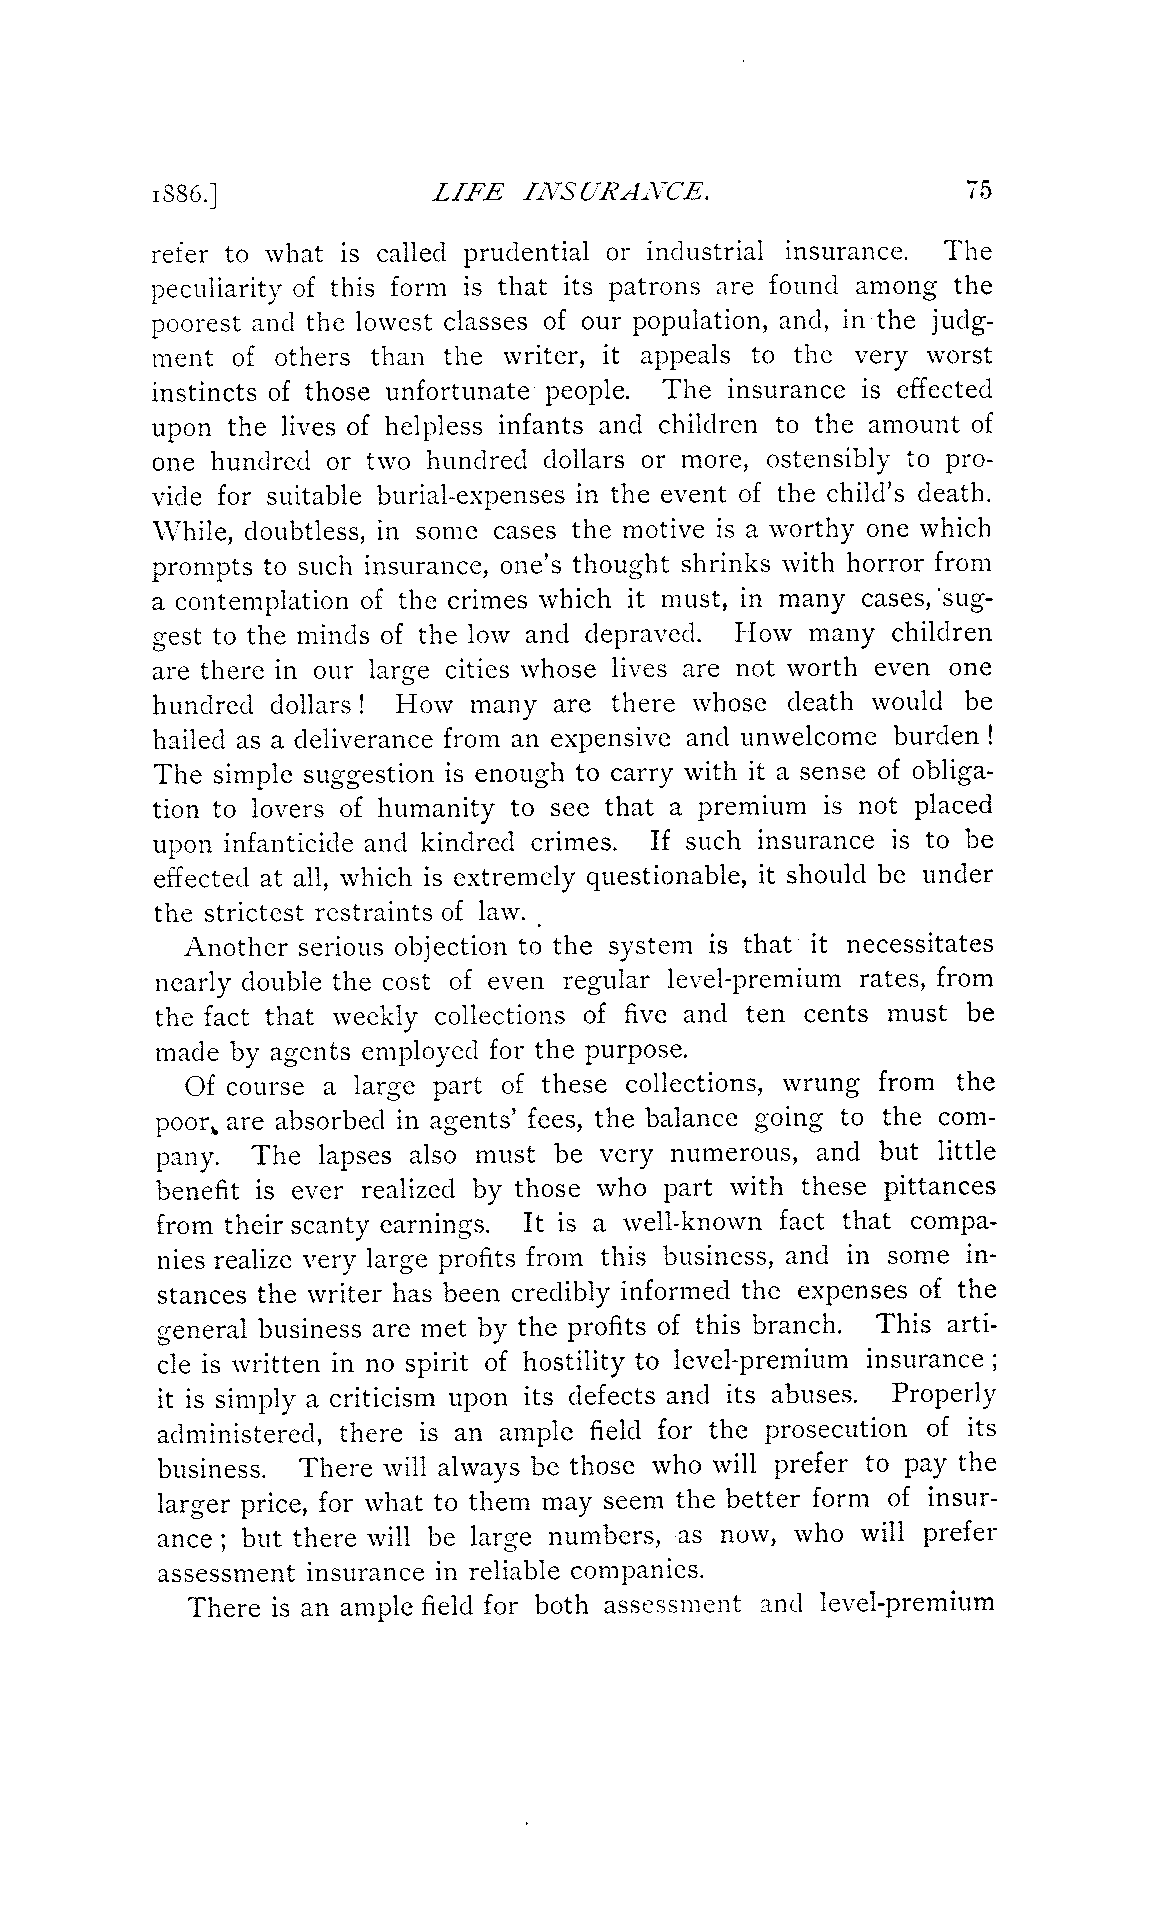 1886.] LIFE INSURANCE. 75
refer to what is called prudential or industrial insurance. The
peculiarity of this form is that its patrons are found among the
poorest and the lowest classes of our population, and, in the judg-
ment of others than the writer, it appeals to the very worst
instincts of those unfortunate people. The insurance is effected
upon the lives of helpless infants and children to the amount of
one hundred or two hundred dollars or more, ostensibly to pro-
vide for suitable burial-expenses in the event of the child's death.
While, doubtless, in some cases the motive is a worthy one which
prompts to such insurance, one's thought shrinks with horror from
a contemplation of the crimes which it must, in many cases, sug-
gest to the minds of the low and depraved. How many children
are there in our large cities whose lives are not worth even one
hundred dollars! How many are there whose death would be
hailed as a deliverance from an expensive and unwelcome burden!
The simple suggestion is enough to carry with it a sense of obliga-
tion to lovers of humanity to see that a premium is not placed
upon infanticide and kindred crimes. If such insurance is to be
effected at all, which is extremely questionable, it should be under
the strictest restraints of law.
Another serious objection to the system is that it necessitates
nearly double the cost of even regular level-premium rates, from
the fact that weekly collections of five and ten cents must be
made by agents employed for the purpose.
Of course a large part of these collections, wrung from the
poor, are absorbed in agents' fees, the balance going to the com-
pany. The lapses also must be very numerous, and but little
benefit is ever realized by those who part with these pittances
from their scanty earnings. It is a well-known fact that compa-
nies realize very large profits from this business, and in some in-
stances the writer has been credibly informed the expenses of the
general business are met by the profits of this branch. This arti-
cle is written in no spirit of hostility to level-premium insurance;
it is simply a criticism upon its defects and its abuses. Properly
administered, there is an ample field for the prosecution of its
business. There will always be those who will prefer to pay the
larger price, for what to them may seem the better form of insur-
ance; but there will be large numbers, as now, who will prefer
assessment insurance in reliable companies.
There is an ample field for both assessment and level-premium